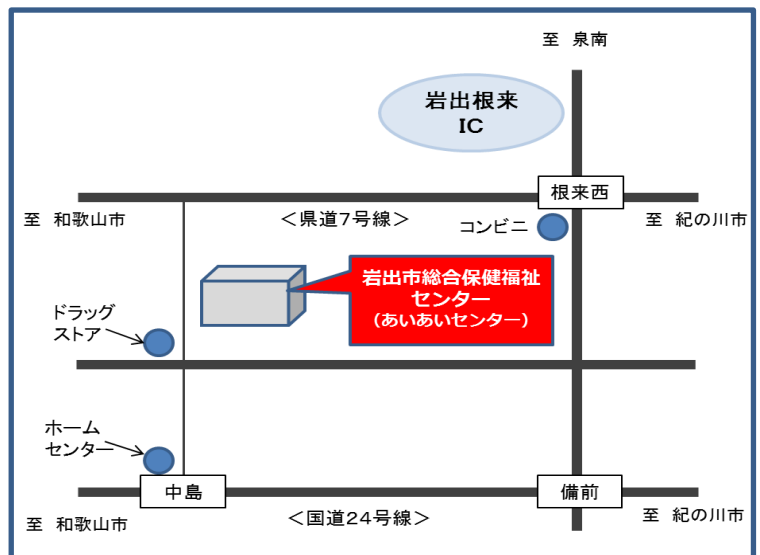 至 泉南
岩出根来
IC
根来西
至 和歌山市
＜県道7号線＞
コンビニ
至 紀の川市
岩出市総合保健福祉
センター
（あいあいセンター）
ドラッグ
ストア
ホーム
センター
中島
備前
至 和歌山市
＜国道24号線＞
至 紀の川市